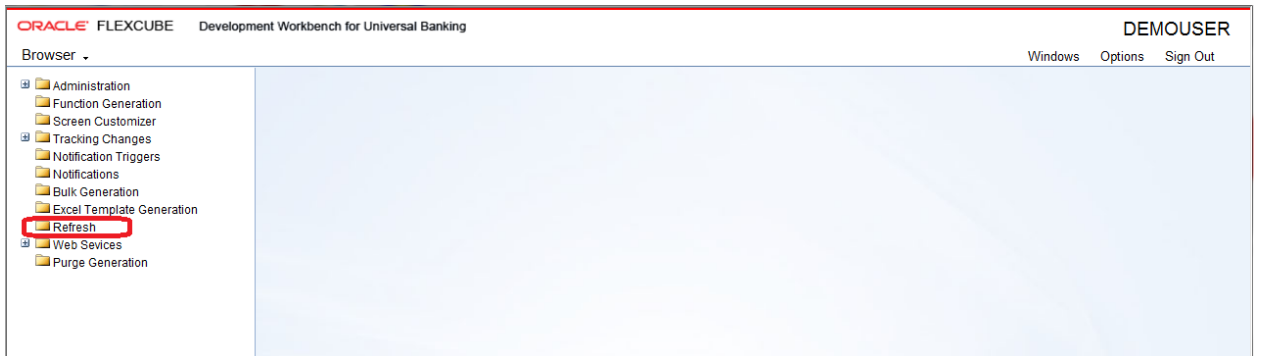 ORACLE FLEXCUBE Development Workbench for Universal Banking DEMOUSER
Browser Windows Options Sign Out
Administration
Function Generation
Screen Customizer
Tracking Changes
Notification Triggers
Notifications
Bulk Generation
Excel Template Generation
Refresh
Web Sevices
Purge Generation